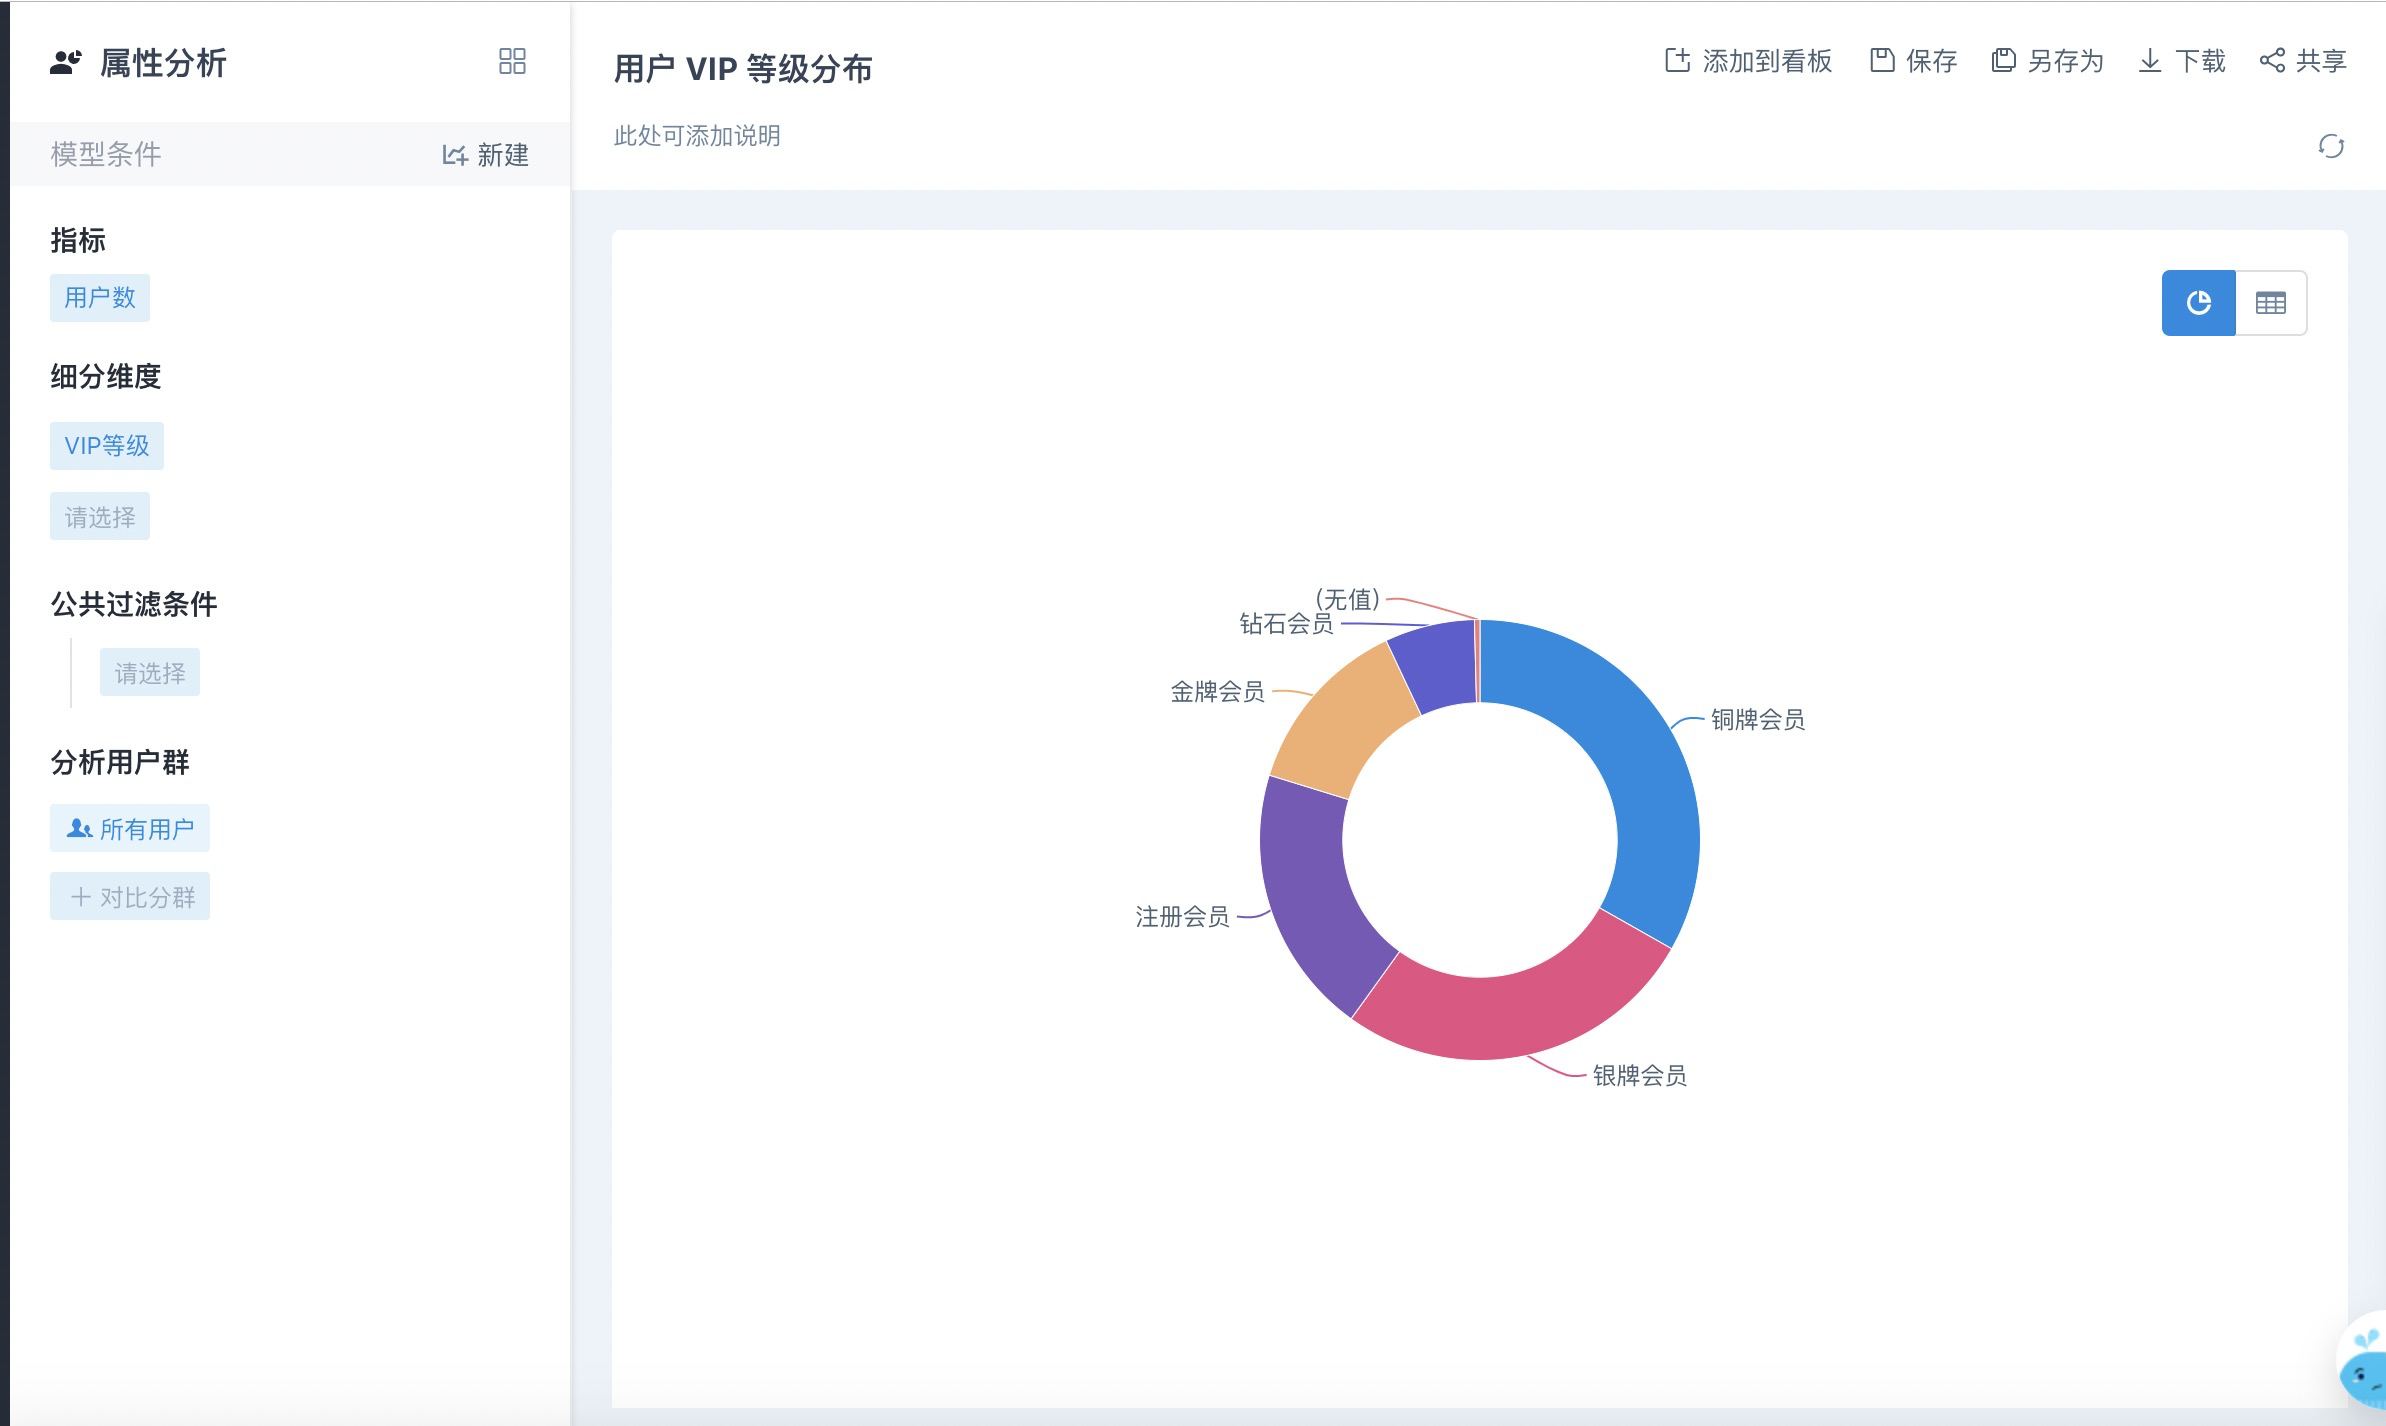 属性分析
模型条件
新建
指标
用户数
细分维度
VIP等级
请选择
公共过滤条件
请选择
分析用户群
所有用户
对比分群
用户 VIP 等级分布
添加到看板
保存
另存为
下载
共享
此处可添加说明
(无值)
钻石会员
金牌会员
铜牌会员
注册会员
银牌会员